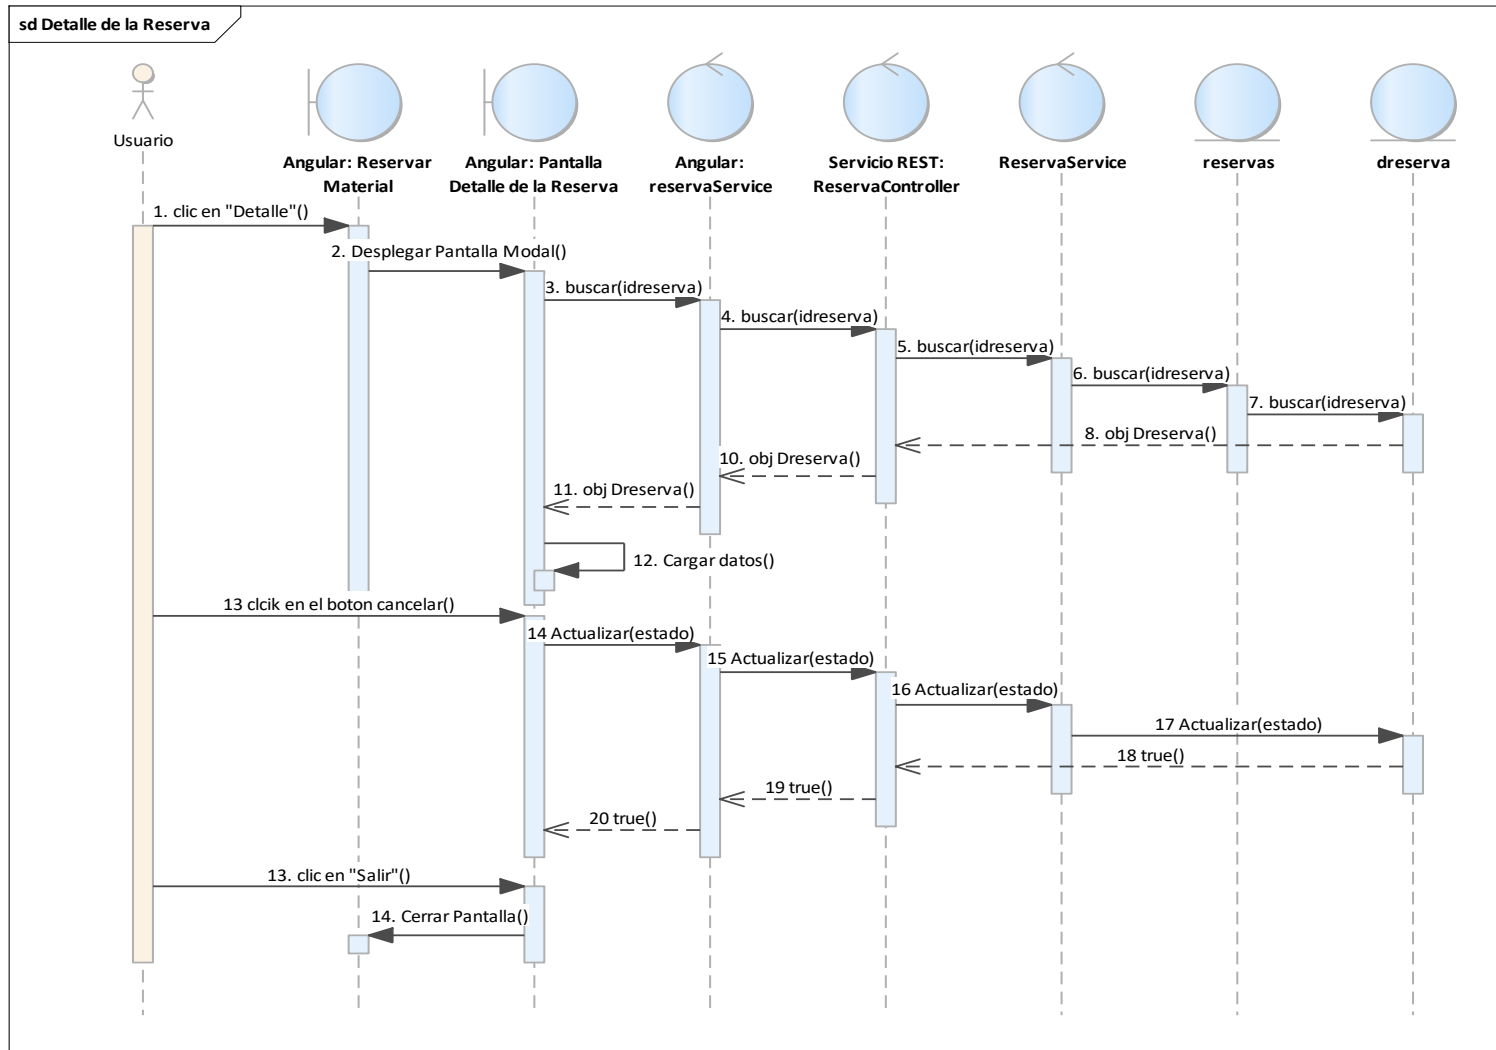 sd Detalle de la Reserva
Usuario
Angular: Reservar
Material
Angular: Pantalla
Detalle de la Reserva
Angular:
reservaService
Servicio REST:
ReservaController
ReservaService
reservas
dreserva
1. clic en "Detalle"()
2. Desplegar Pantalla Modal()
3. buscar(idreserva)
4. buscar(idreserva)
5. buscar(idreserva)
6. buscar(idreserva)
7. buscar(idreserva)
8. obj Dreserva()
10. obj Dreserva()
11. obj Dreserva()
12. Cargar datos()
13 clcik en el boton cancelar()
14 Actualizar(estado)
15 Actualizar(estado)
16 Actualizar(estado)
17 Actualizar(estado)
18 true()
19 true()
20 true()
13. clic en "Salir"()
14. Cerrar Pantalla()